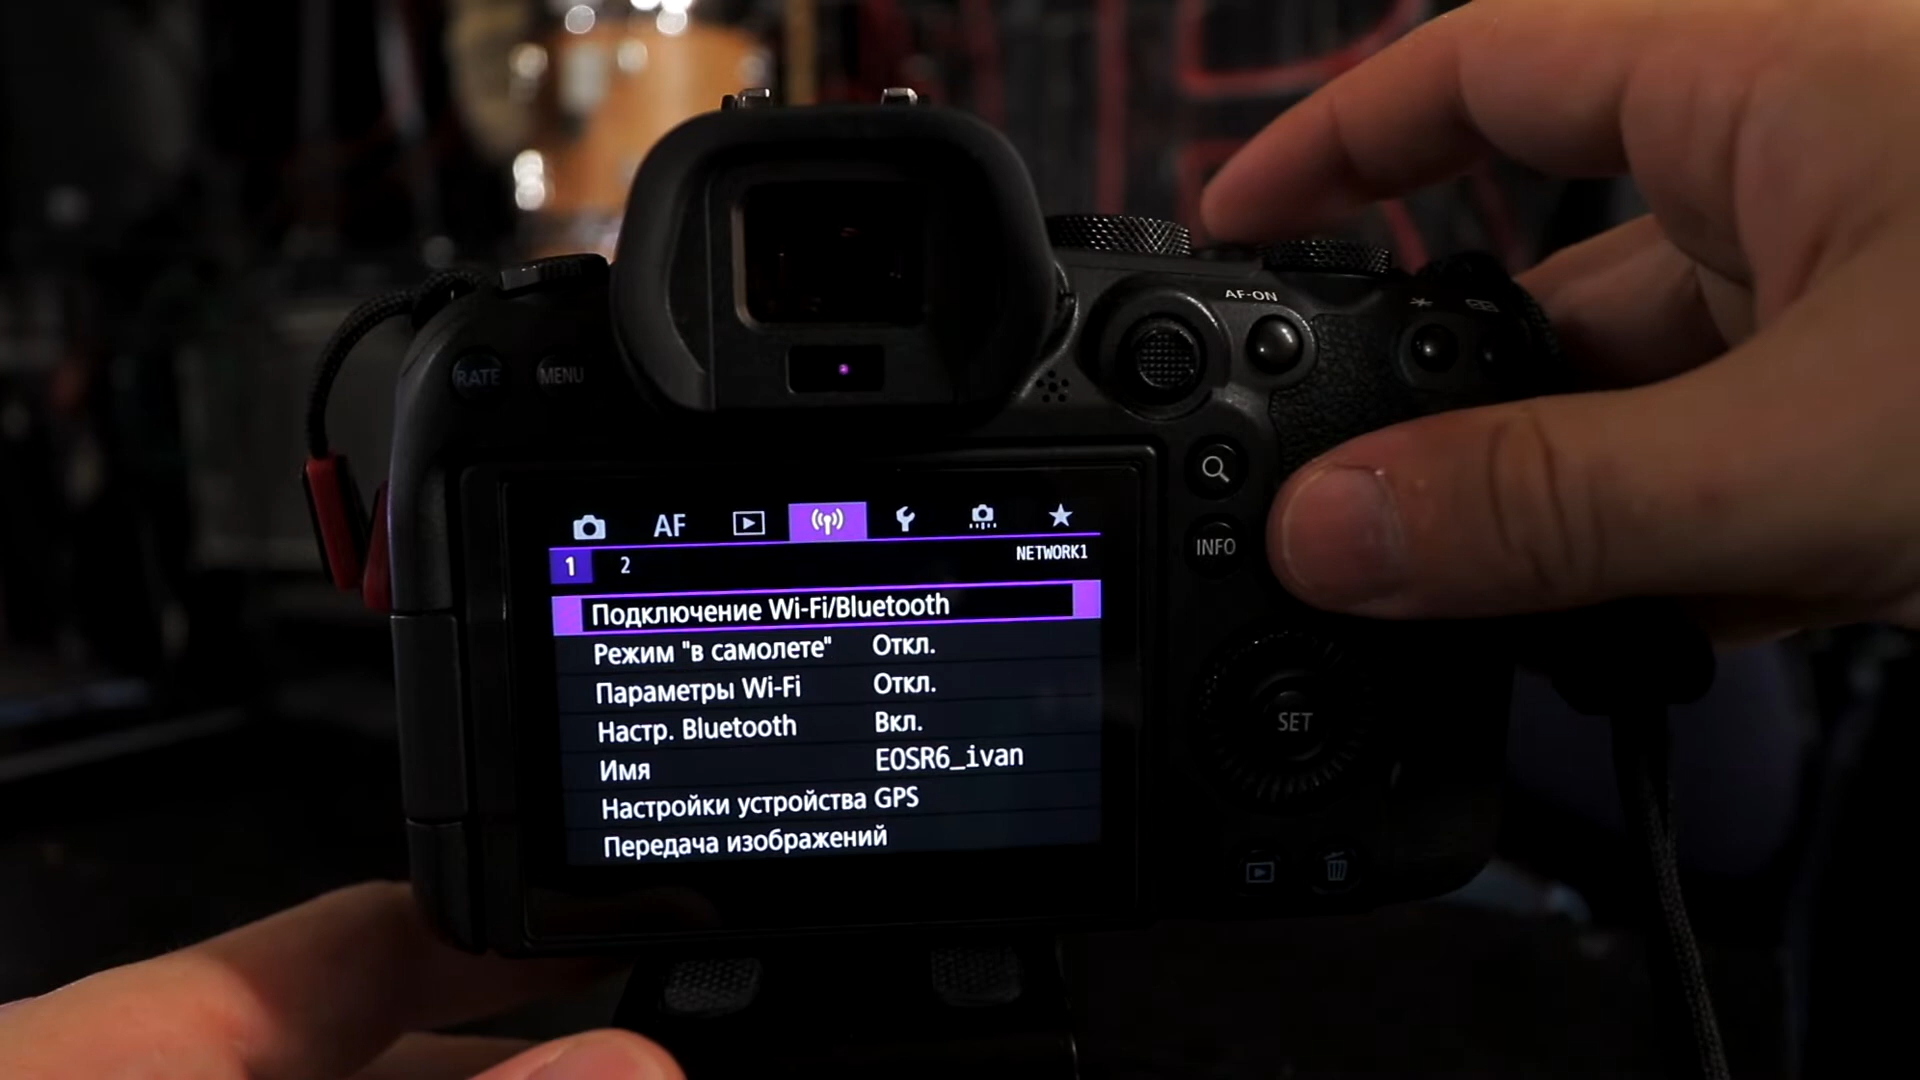 AF-ON
RATE MENU
AF
1 2 NETWORK1
Подключение Wi-Fi/Bluetooth
Режим "в самолете" Откл.
Параметры Wi-Fi Откл.
Настр. Bluetooth Вкл.
Имя EOSR6_ivan
Настройки устройства GPS
Передача изображений
INFO
SET